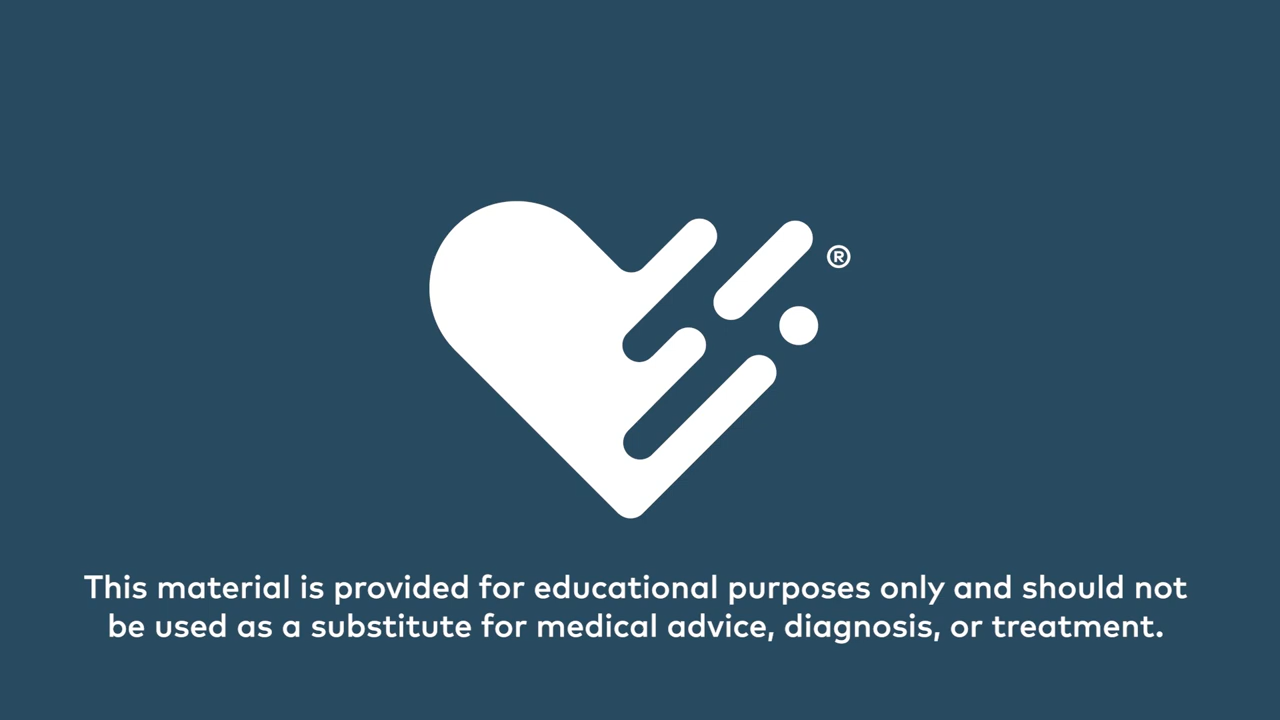 ®
This material is provided for educational purposes only and should not
be used as a substitute for medical advice, diagnosis, or treatment.